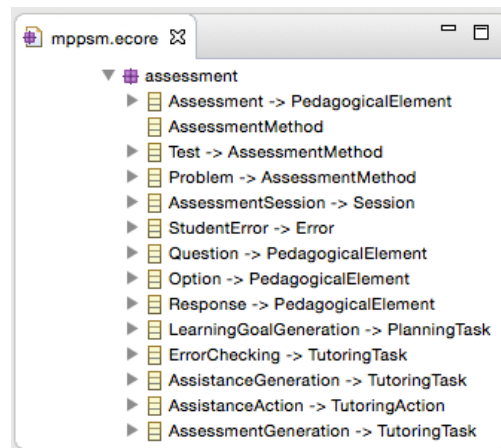 mppsm.ecore
assessment
Assessment -> PedagogicalElement
AssessmentMethod
Test -> AssessmentMethod
Problem -> AssessmentMethod
AssessmentSession -> Session
StudentError -> Error
Question -> PedagogicalElement
Option -> PedagogicalElement
Response -> PedagogicalElement
LearningGoalGeneration -> PlanningTask
ErrorChecking -> TutoringTask
AssistanceGeneration -> TutoringTask
AssistanceAction -> TutoringAction
AssessmentGeneration -> TutoringTask